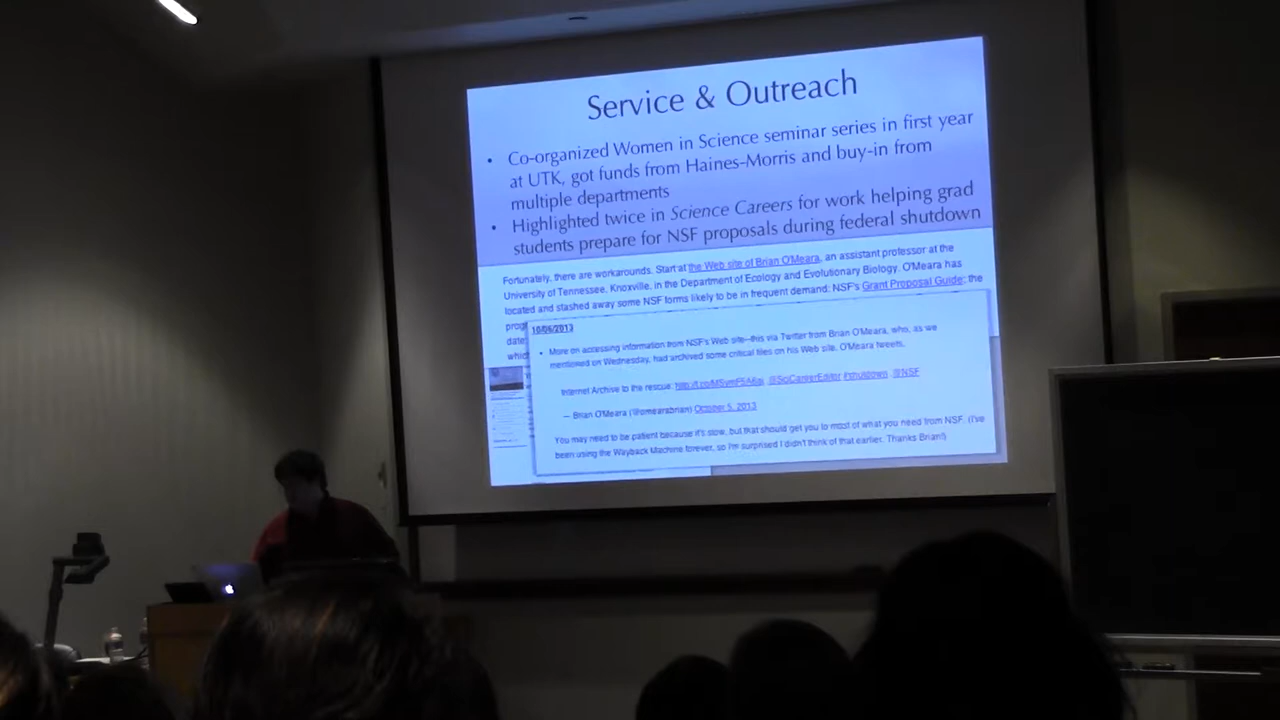 Service & Outreach
• Co-organized Women in Science seminar series in first year
at UTK, got funds from Haines-Morris and buy-in from
multiple departments
• Highlighted twice in Science Careers for work helping grad
students prepare for NSF proposals during federal shutdown
Fortunately, there are workarounds. Start at the Web site of Brian O'Meara, an assistant professor at the
University of Tennessee, Knoxville, in the Department of Ecology and Evolutionary Biology. O'Meara has
located and stashed away some NSF forms likely to be in frequent demand: NSF's Grant Proposal Guide; the
prog
date
which
10/06/2013
• More on accessing information from NSF's Web site--this via Twitter from Brian O'Meara, who, as we
mentioned on Wednesday, had archived some critical files on his Web site. O'Meara tweets,
Internet Archive to the rescue: @SciCareerEditor #shutdown @NSF
— Brian O'Meara (@omearabrian) October 5, 2013
You may need to be patient because it's slow, but that should get you to most of what you need from NSF. (I've
been using the Wayback Machine forever, so I'm surprised I didn't think of that earlier. Thanks Brian!)